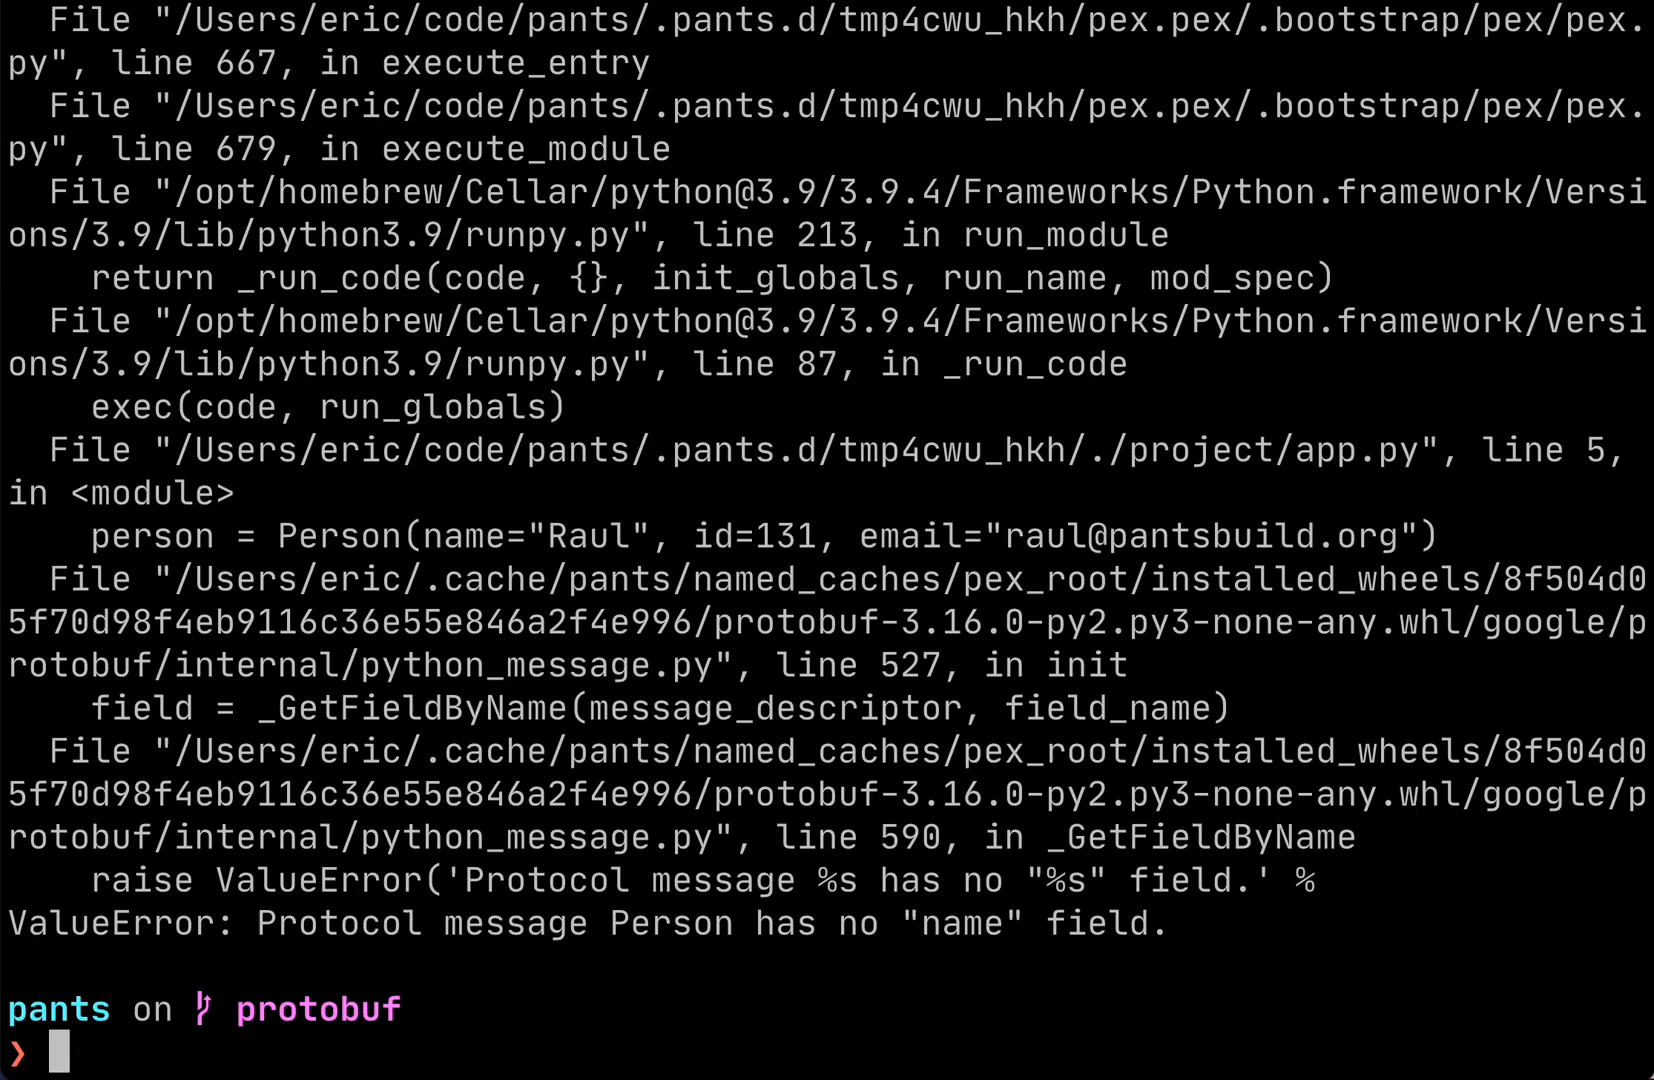 File "/Users/eric/code/pants/.pants.d/tmp4cwu_hkh/pex.pex/.bootstrap/pex/pex.
py", line 667, in execute_entry
  File "/Users/eric/code/pants/.pants.d/tmp4cwu_hkh/pex.pex/.bootstrap/pex/pex.
py", line 679, in execute_module
  File "/opt/homebrew/Cellar/python@3.9/3.9.4/Frameworks/Python.framework/Versi
ons/3.9/lib/python3.9/runpy.py", line 213, in run_module
    return _run_code(code, {}, init_globals, run_name, mod_spec)
  File "/opt/homebrew/Cellar/python@3.9/3.9.4/Frameworks/Python.framework/Versi
ons/3.9/lib/python3.9/runpy.py", line 87, in _run_code
    exec(code, run_globals)
  File "/Users/eric/code/pants/.pants.d/tmp4cwu_hkh/./project/app.py", line 5,
in <module>
    person = Person(name="Raul", id=131, email="raul@pantsbuild.org")
  File "/Users/eric/.cache/pants/named_caches/pex_root/installed_wheels/8f504d0
5f70d98f4eb9116c36e55e846a2f4e996/protobuf-3.16.0-py2.py3-none-any.whl/google/p
rotobuf/internal/python_message.py", line 527, in init
    field = _GetFieldByName(message_descriptor, field_name)
  File "/Users/eric/.cache/pants/named_caches/pex_root/installed_wheels/8f504d0
5f70d98f4eb9116c36e55e846a2f4e996/protobuf-3.16.0-py2.py3-none-any.whl/google/p
rotobuf/internal/python_message.py", line 590, in _GetFieldByName
    raise ValueError('Protocol message %s has no "%s" field.' %
ValueError: Protocol message Person has no "name" field.
pants on protobuf
❯